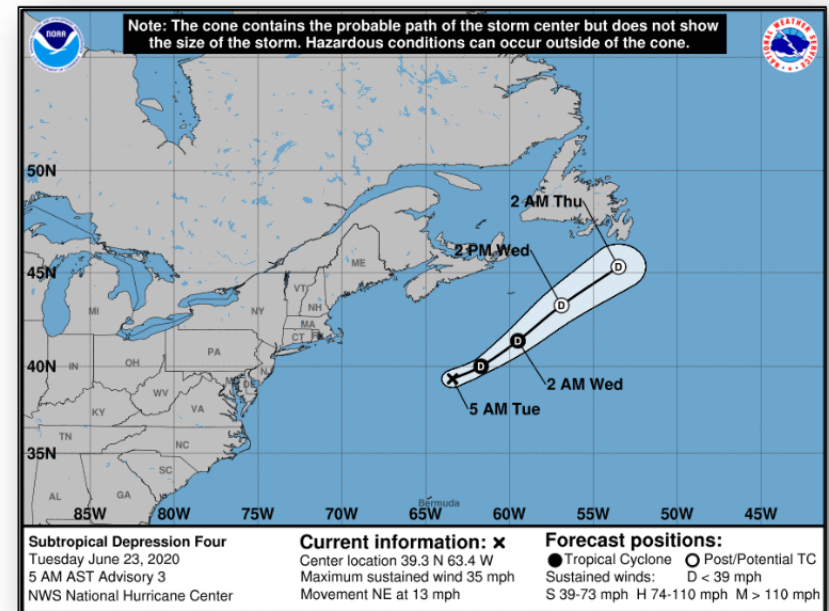 Note: The cone contains the probable path of the storm center but does not show
the size of the storm. Hazardous conditions can occur outside of the cone.
NOAA
NATIONAL WEATHER SERVICE
50N
2 AM Thu
2 PM Wed
45N
ME
VT
NH
MI
NY
MA
CT
PA
40N
IN
OH
NJ
2 AM Wed
WV
5 AM Tue
KY
VA
TN
NC
35N
SC
AL
GA
Bermuda
85W 80W 75W 70W 65W 60W 55W 50W 45W
Subtropical Depression Four
Tuesday June 23, 2020
5 AM AST Advisory 3
NWS National Hurricane Center
Current information: x
Center location 39.3 N 63.4 W
Maximum sustained wind 35 mph
Movement NE at 13 mph
Forecast positions:
Tropical Cyclone Post/Potential TC
Sustained winds: D < 39 mph
S 39-73 mph H 74-110 mph M > 110 mph
D
D
D
D